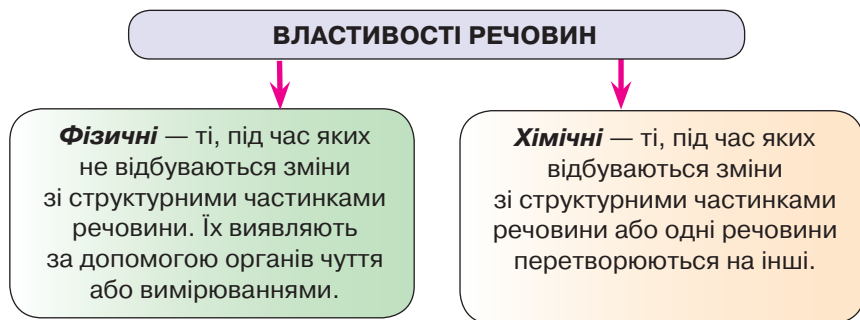 ВЛАСТИВОСТІ РЕЧОВИН
Фізичні — ті, під час яких
не відбуваються зміни
зі структурними частинками
речовини. Їх виявляють
за допомогою органів чуття
або вимірюваннями.
Хімічні — ті, під час яких
відбуваються зміни
зі структурними частинками
речовини або одні речовини
перетворюються на інші.